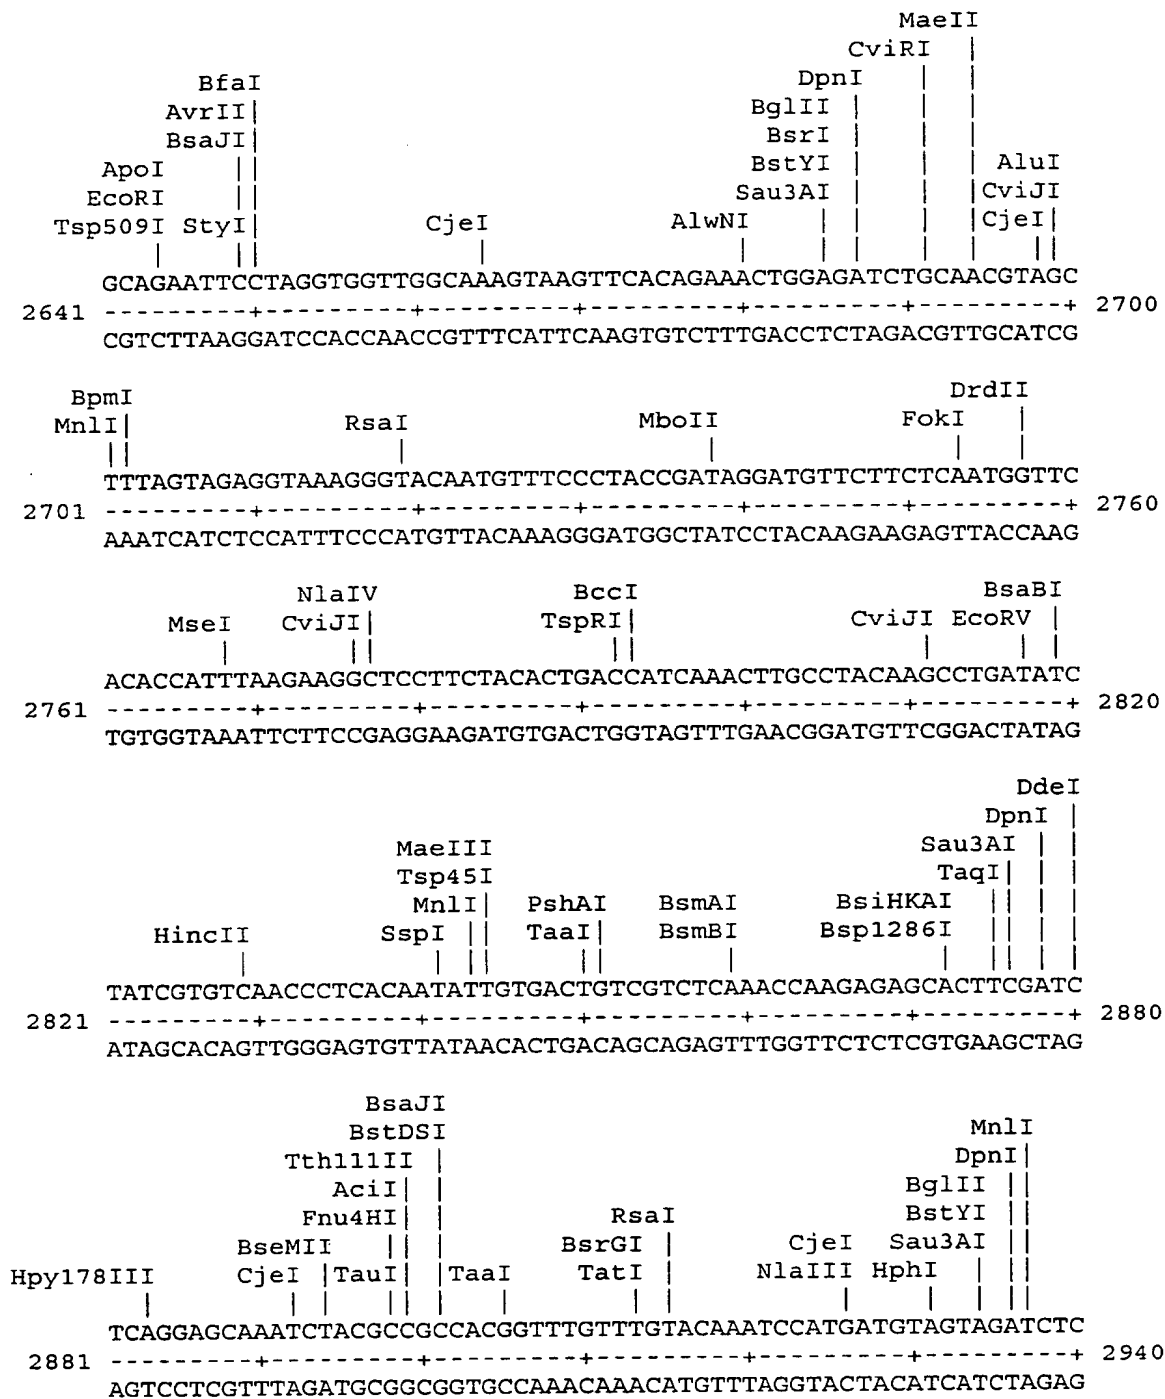 MaeII
CviRI
BfaI DpnI
AvrII BglII
BsaJI BsrI
ApoI BstYI AluI
EcoRI Sau3AI CviJI
Tsp509I StyI CjeI AlwNI CjeI
GCAGAATTCCTAGGTGGTTGGCAAAGTAAGTTCACAGAAACTGGAGATCTGCAACGTAGC
2641 ---------+---------+---------+---------+---------+---------+ 2700
CGTCTTAAGGATCCACCAACCGTTTCATTCAAGTGTCTTTGACCTCTAGACGTTGCATCG
BpmI DrdII
MnlI RsaI MboII FokI
TTTAGTAGAGGTAAAGGGTACAATGTTTCCCTACCGATAGGATGTTCTTCTCAATGGTTC
2701 ---------+---------+---------+---------+---------+---------+ 2760
AAATCATCTCCATTTCCCATGTTACAAAGGGATGGCTATCCTACAAGAAGAGTTACCAAG
NlaIV BccI BsaBI
MseI CviJI TspRI CviJI EcoRV
ACACCATTTAAGAAGGCTCCTTCTACACTGACCATCAAACTTGCCTACAAGCCTGATATC
2761 ---------+---------+---------+---------+---------+---------+ 2820
TGTGGTAAATTCTTCCGAGGAAGATGTGACTGGTAGTTTGAACGGATGTTCGGACTATAG
DdeI
DpnI
MaeIII Sau3AI
Tsp45I TaqI
MnlI PshAI BsmAI BsiHKAI
HincII SspI TaaI BsmBI Bsp1286I
TATCGTGTCAACCCTCACAATATTGTGACTGTCGTCTCAAACCAAGAGAGCACTTCGATC
2821 ---------+---------+---------+---------+---------+---------+ 2880
ATAGCACAGTTGGGAGTGTTATAACACTGACAGCAGAGTTTGGTTCTCTCGTGAAGCTAG
BsaJI
BstDSI MnlI
Tth111II DpnI
AciI BglII
Fnu4HI RsaI BstYI
BseMII BsrGI CjeI Sau3AI
Hpy178III CjeI TauI TaaI TatI NlaIII HphI
TCAGGAGCAAATCTACGCCGCCACGGTTTGTTTGTACAAATCCATGATGTAGTAGATCTC
2881 ---------+---------+---------+---------+---------+---------+ 2940
AGTCCTCGTTTAGATGCGGCGGTGCCAAACAAACATGTTTAGGTACTACATCATCTAGAG